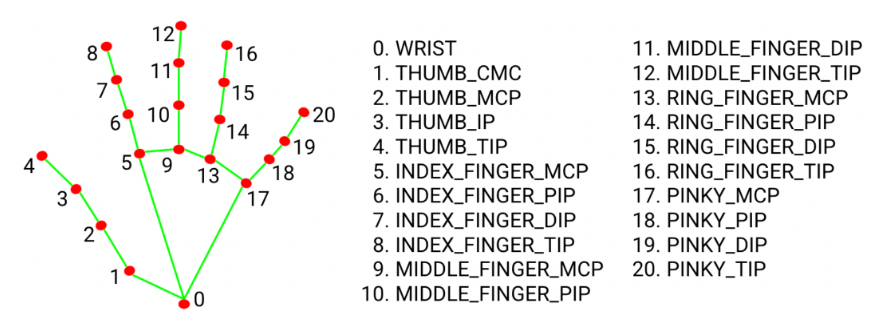 12
8
16
11
7
15
10
6
14
20
5
9
13
19
18
17
4
3
2
1
0
0. WRIST
1. THUMB_CMC
2. THUMB_MCP
3. THUMB_IP
4. THUMB_TIP
5. INDEX_FINGER_MCP
6. INDEX_FINGER_PIP
7. INDEX_FINGER_DIP
8. INDEX_FINGER_TIP
9. MIDDLE_FINGER_MCP
10. MIDDLE_FINGER_PIP
11. MIDDLE_FINGER_DIP
12. MIDDLE_FINGER_TIP
13. RING_FINGER_MCP
14. RING_FINGER_PIP
15. RING_FINGER_DIP
16. RING_FINGER_TIP
17. PINKY_MCP
18. PINKY_PIP
19. PINKY_DIP
20. PINKY_TIP